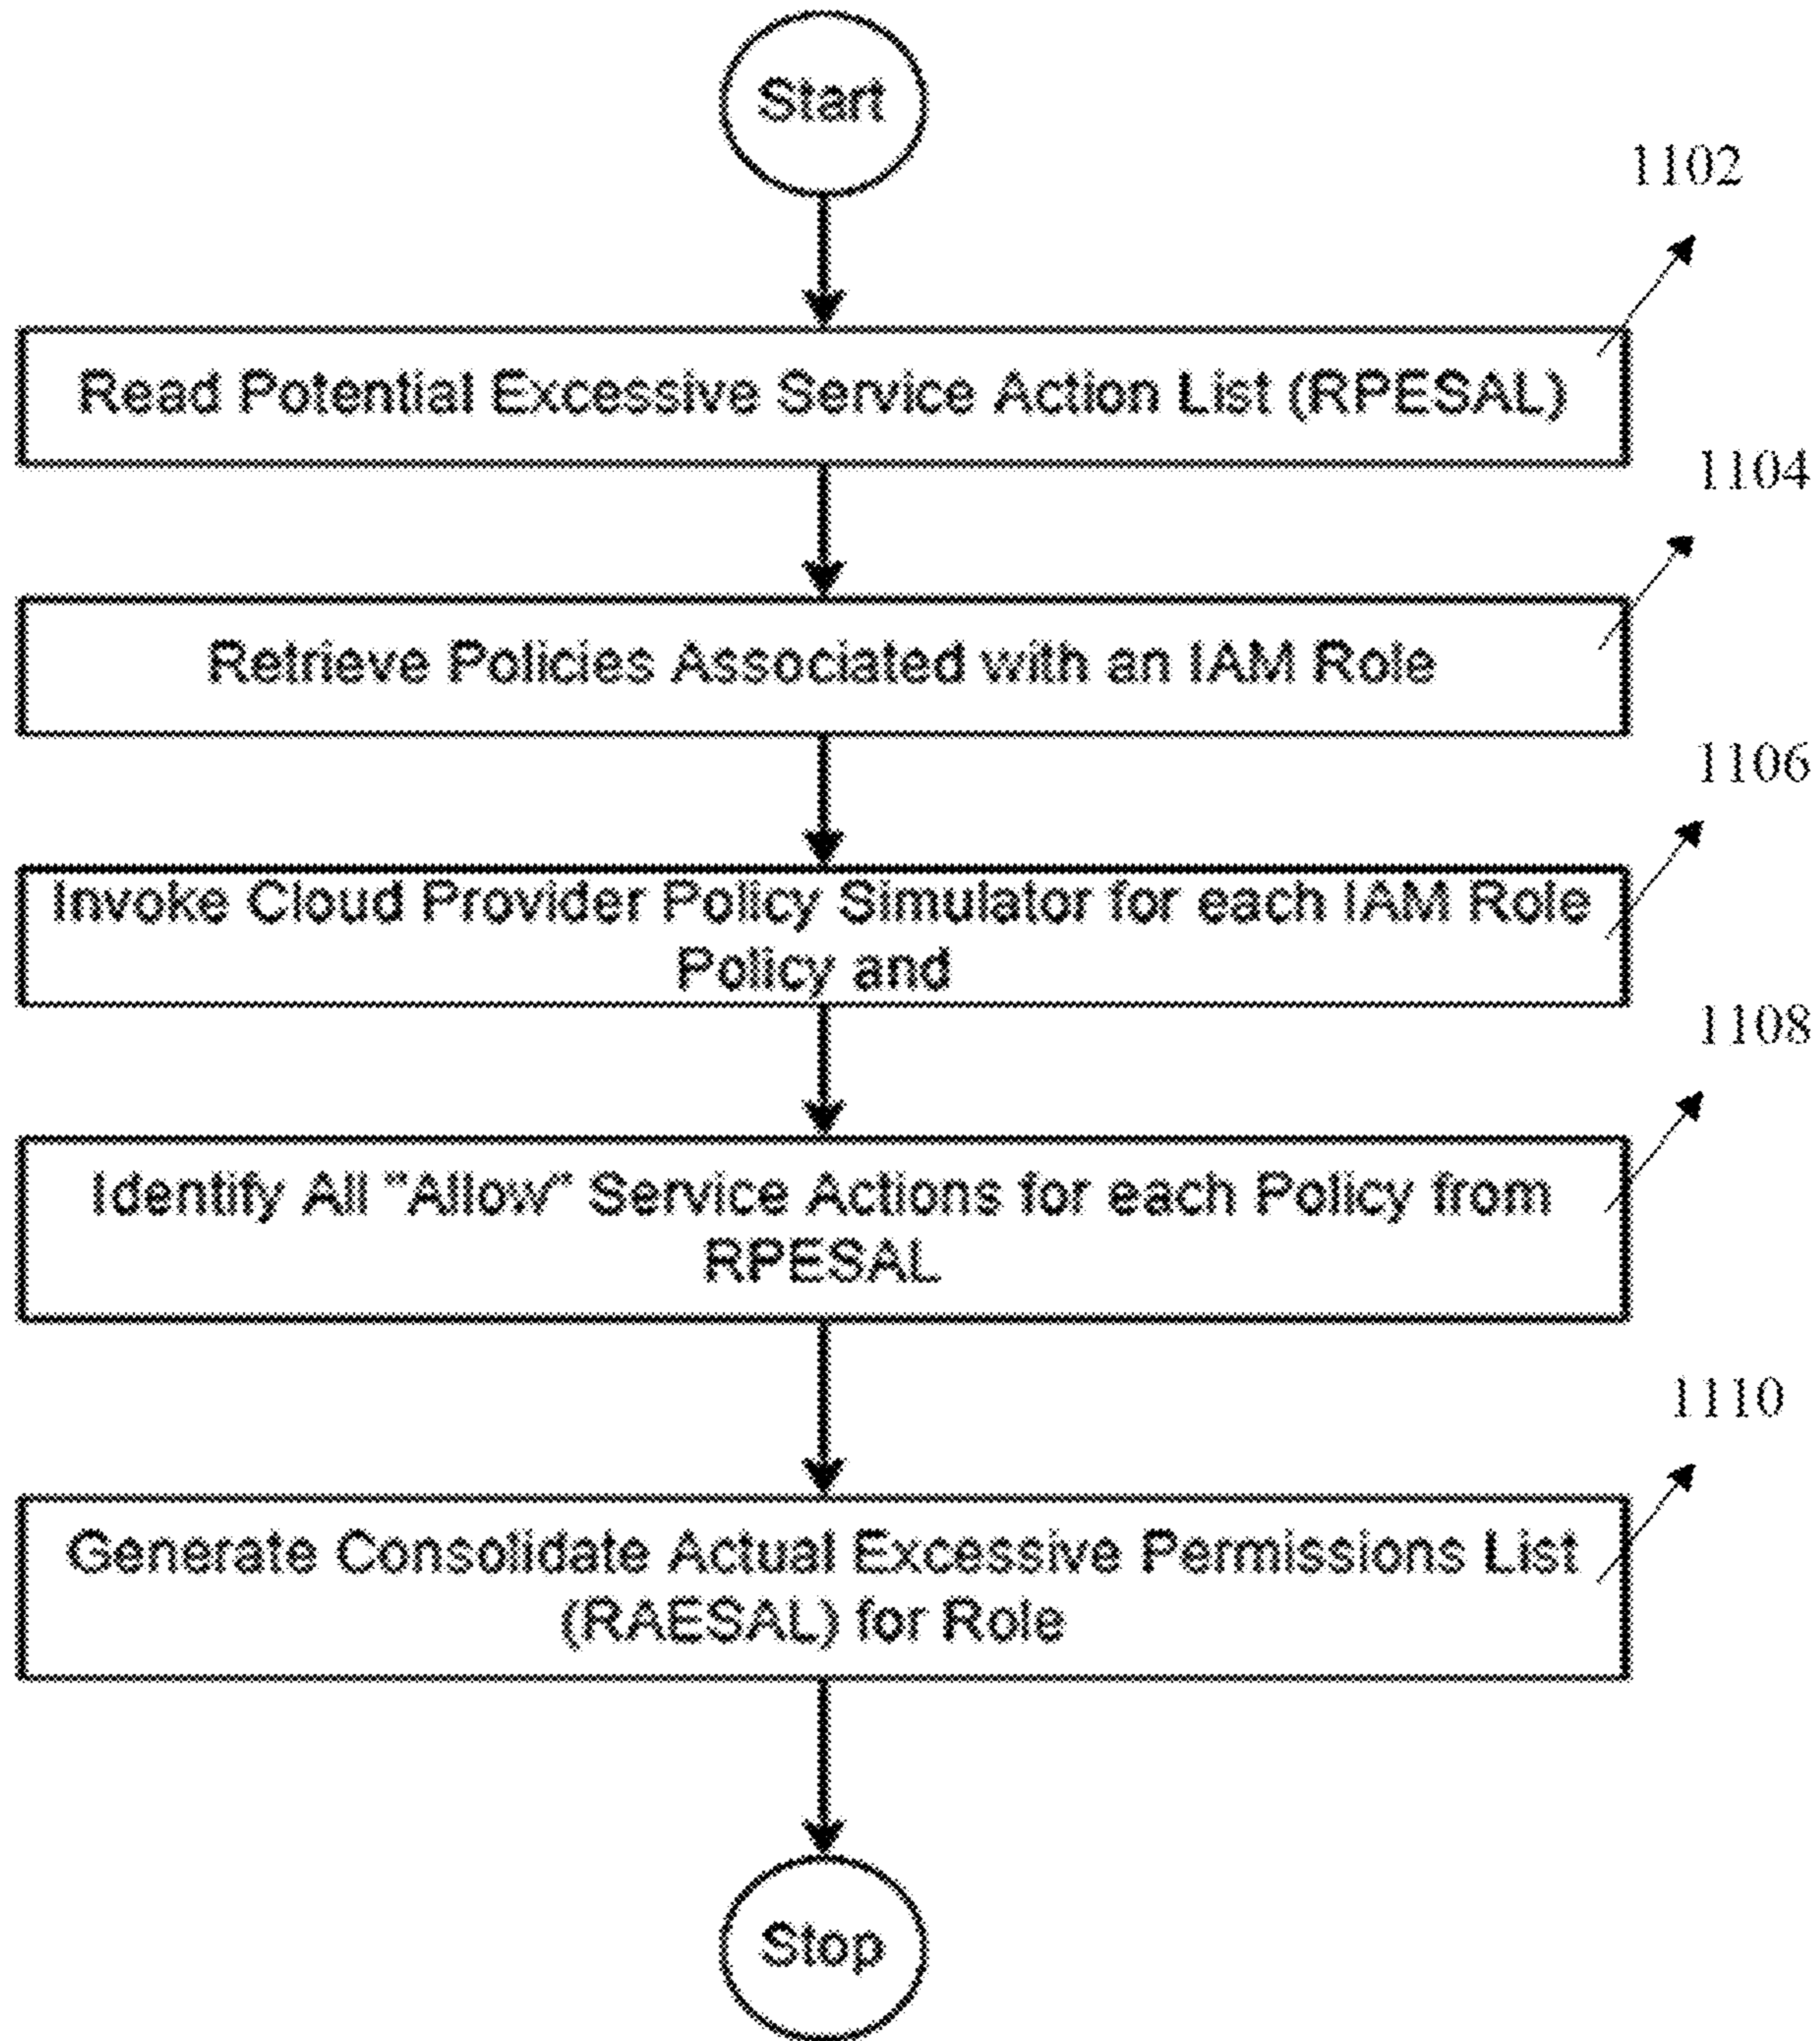 Start
1102
Read Potential Excessive Service Action List (RPESAL)
1104
Retrieve Policies Associated with an IAM Role
1106
Invoke Cloud Provider Policy Simulator for each IAM Role
Policy and
1108
Identify All "Allow" Service Actions for each Policy from
RPESAL
1110
Generate Consolidate Actual Excessive Permissions List
(RAESAL) for Role
Stop